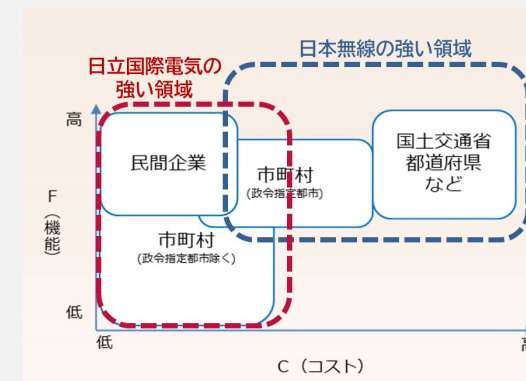 日本無線の強い領域
日立国際電気の
強い領域
高
民間企業
市町村
(政令指定都市)
国土交通省
都道府県
など
F
(機能)
市町村
(政令指定都市除く)
低
低
高
C（コスト）